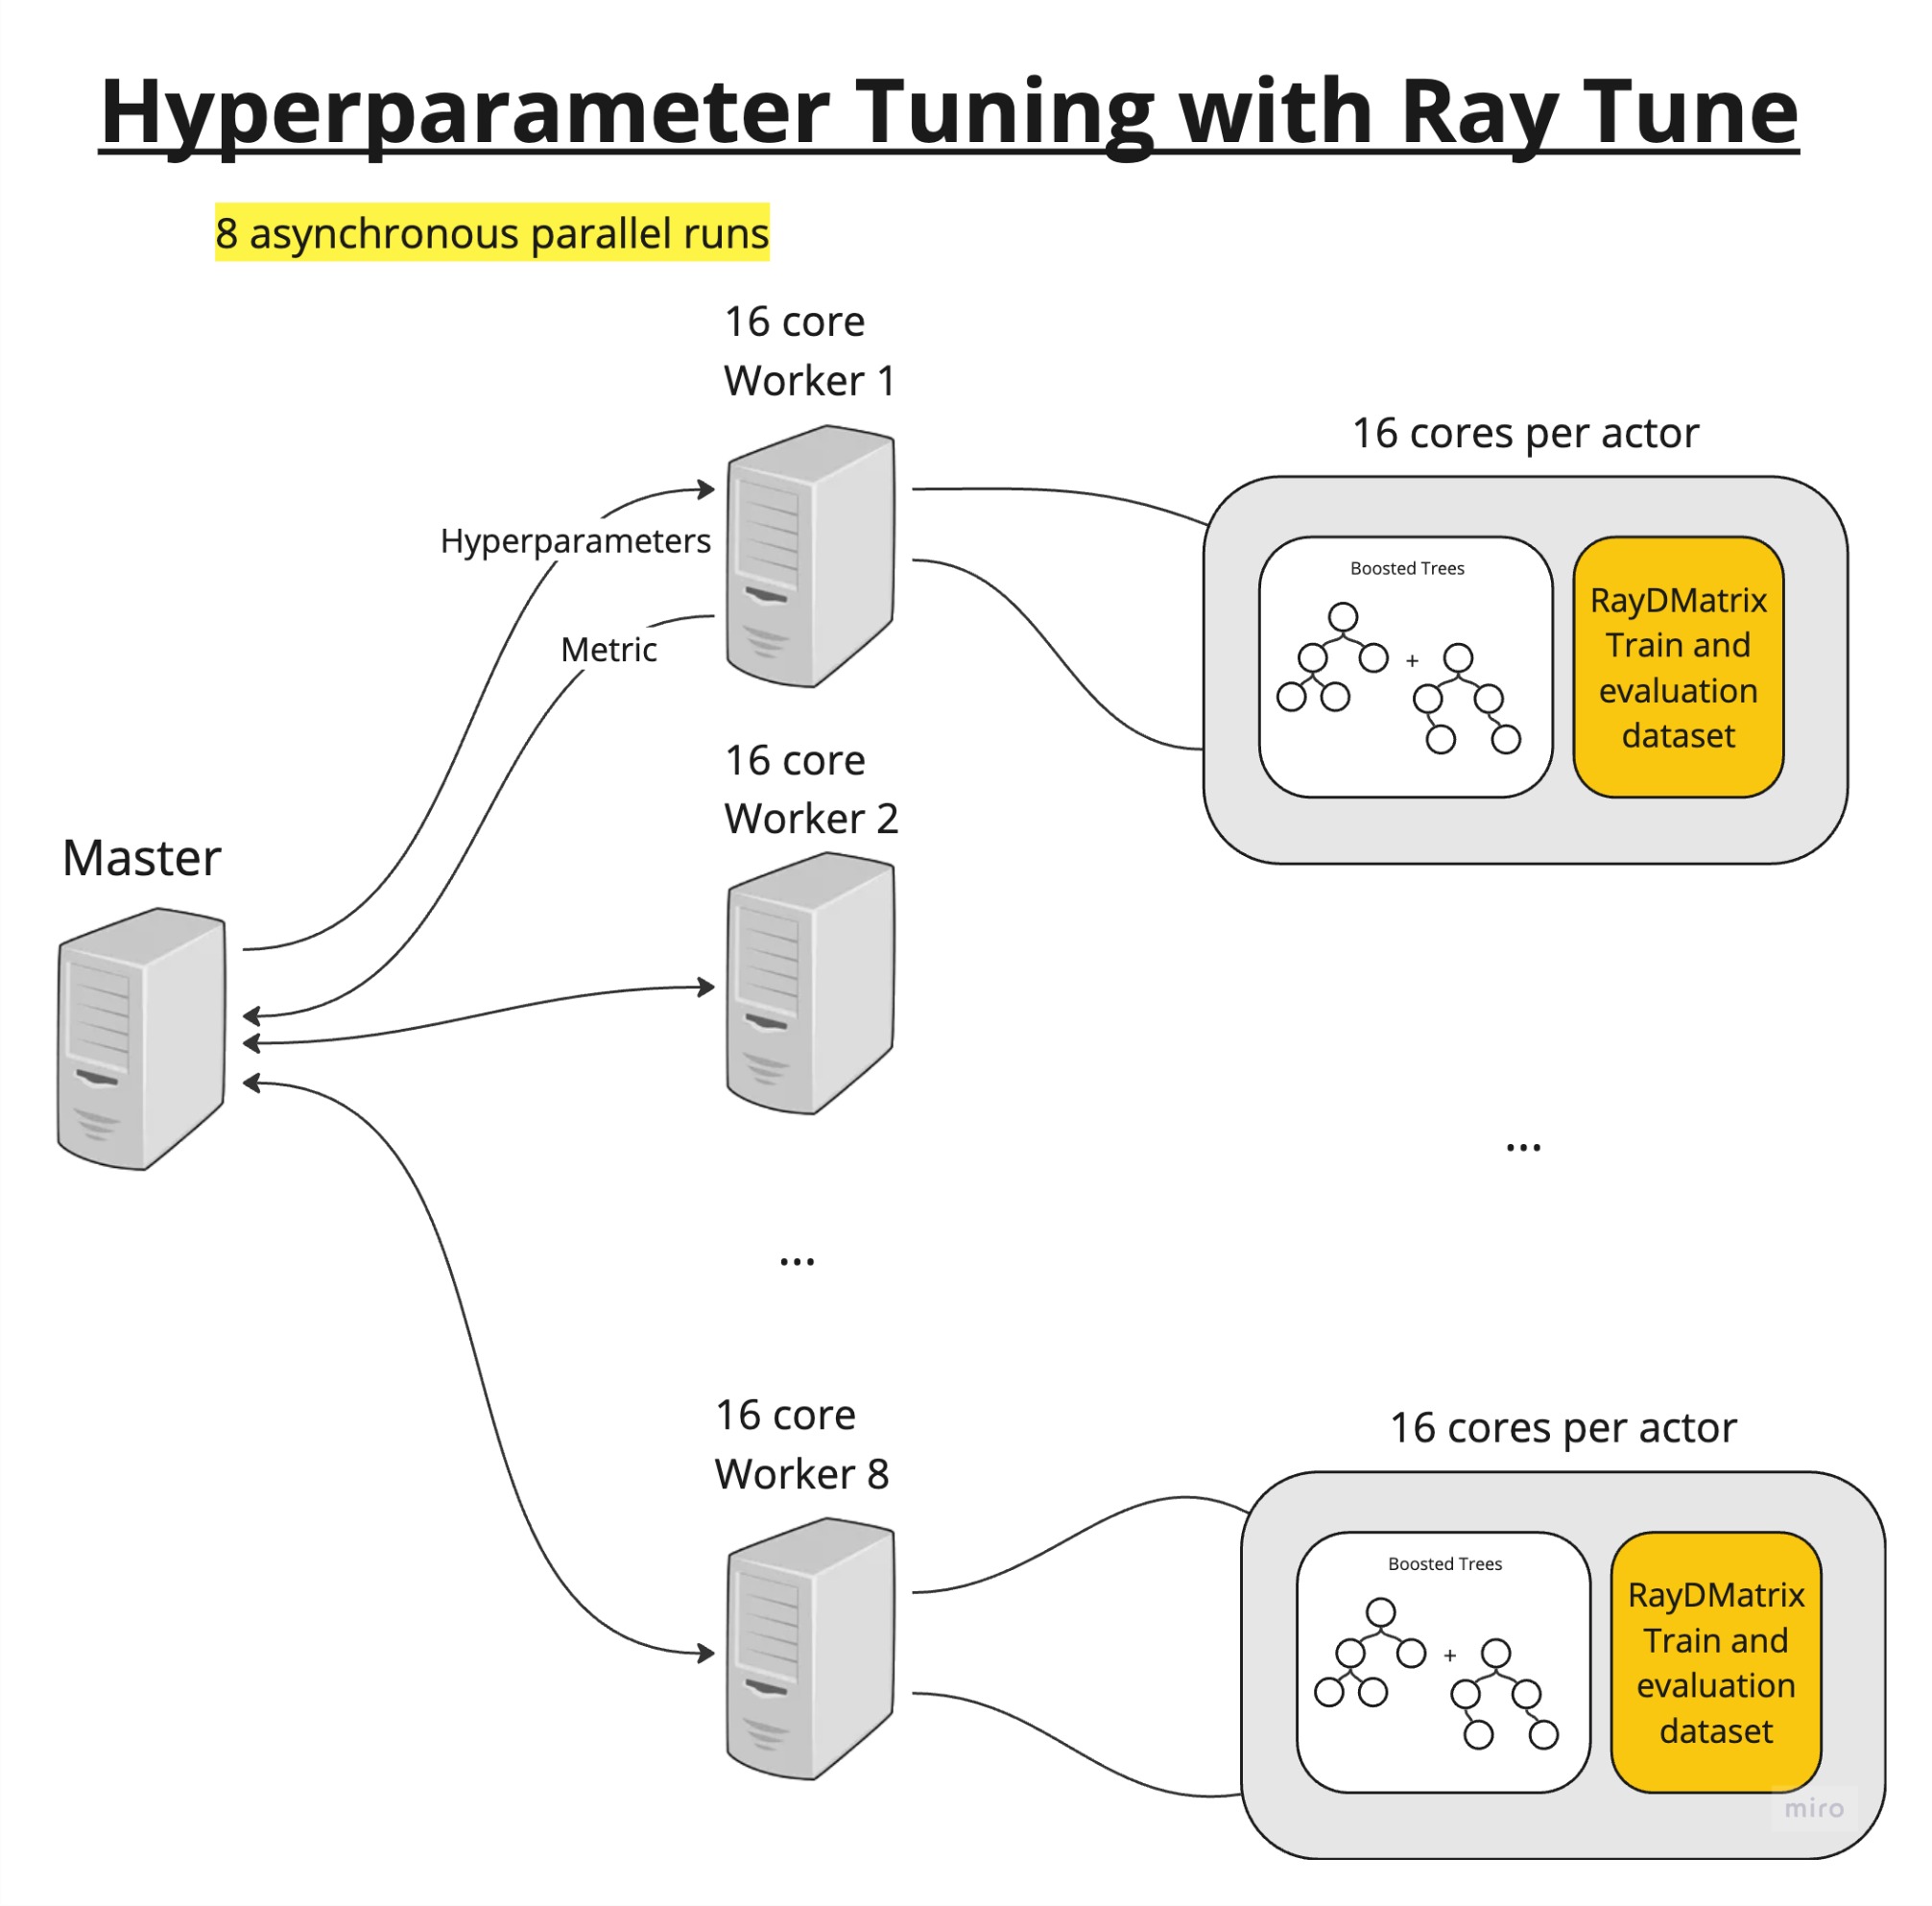 Hyperparameter Tuning with Ray Tune
8 asynchronous parallel runs
16 core
Worker 1
16 cores per actor
Hyperparameters
Metric
Boosted Trees
+
RayDMatrix
Train and
evaluation
dataset
16 core
Worker 2
Master
...
...
16 core
Worker 8
16 cores per actor
Boosted Trees
+
RayDMatrix
Train and
evaluation
dataset
miro